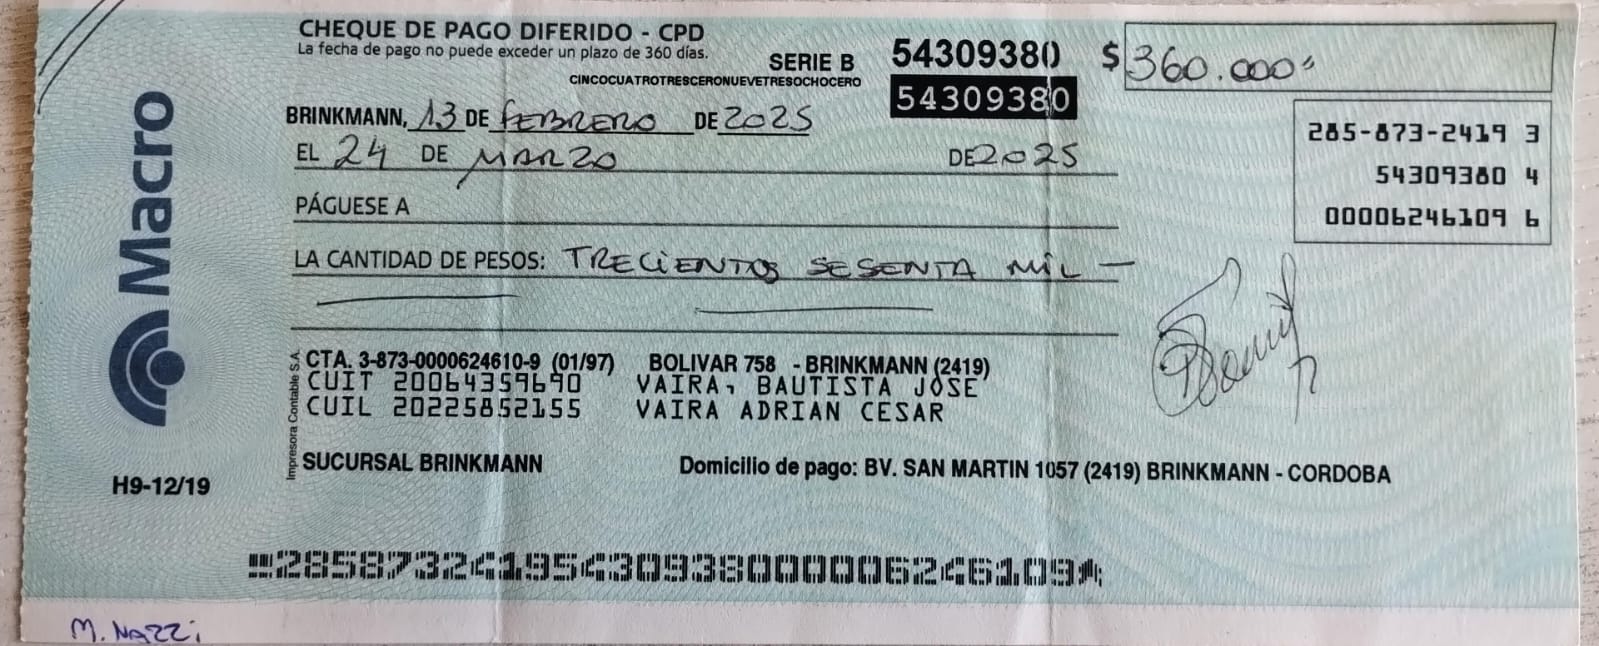 CHEQUE DE PAGO DIFERIDO - CPD
La fecha de pago no puede exceder un plazo de 360 días.
SERIE B 54309380 $ 360.000
CINCOCUATROTRESCERONUEVETRESOCHOCERO
54309380
BRINKMANN, 13 DE FEBRERO DE 2025
EL 24 DE MARZO DE 2025
285-873-2419 3
54309380 4
00006246109 6
PÁGUESE A
LA CANTIDAD DE PESOS: TRECIENTOS SESENTA MIL —
Macro
CTA. 3-873-0000624610-9 (01/97) BOLIVAR 758 - BRINKMANN (2419)
CUIT 20064359690 VAIRA, BAUTISTA JOSE
CUIL 20225852155 VAIRA ADRIAN CESAR
Impresora Contable S.A.
SUCURSAL BRINKMANN Domicilio de pago: BV. SAN MARTIN 1057 (2419) BRINKMANN - CORDOBA
H9-12/19
28587324195430938000006246109
M. Nazzi